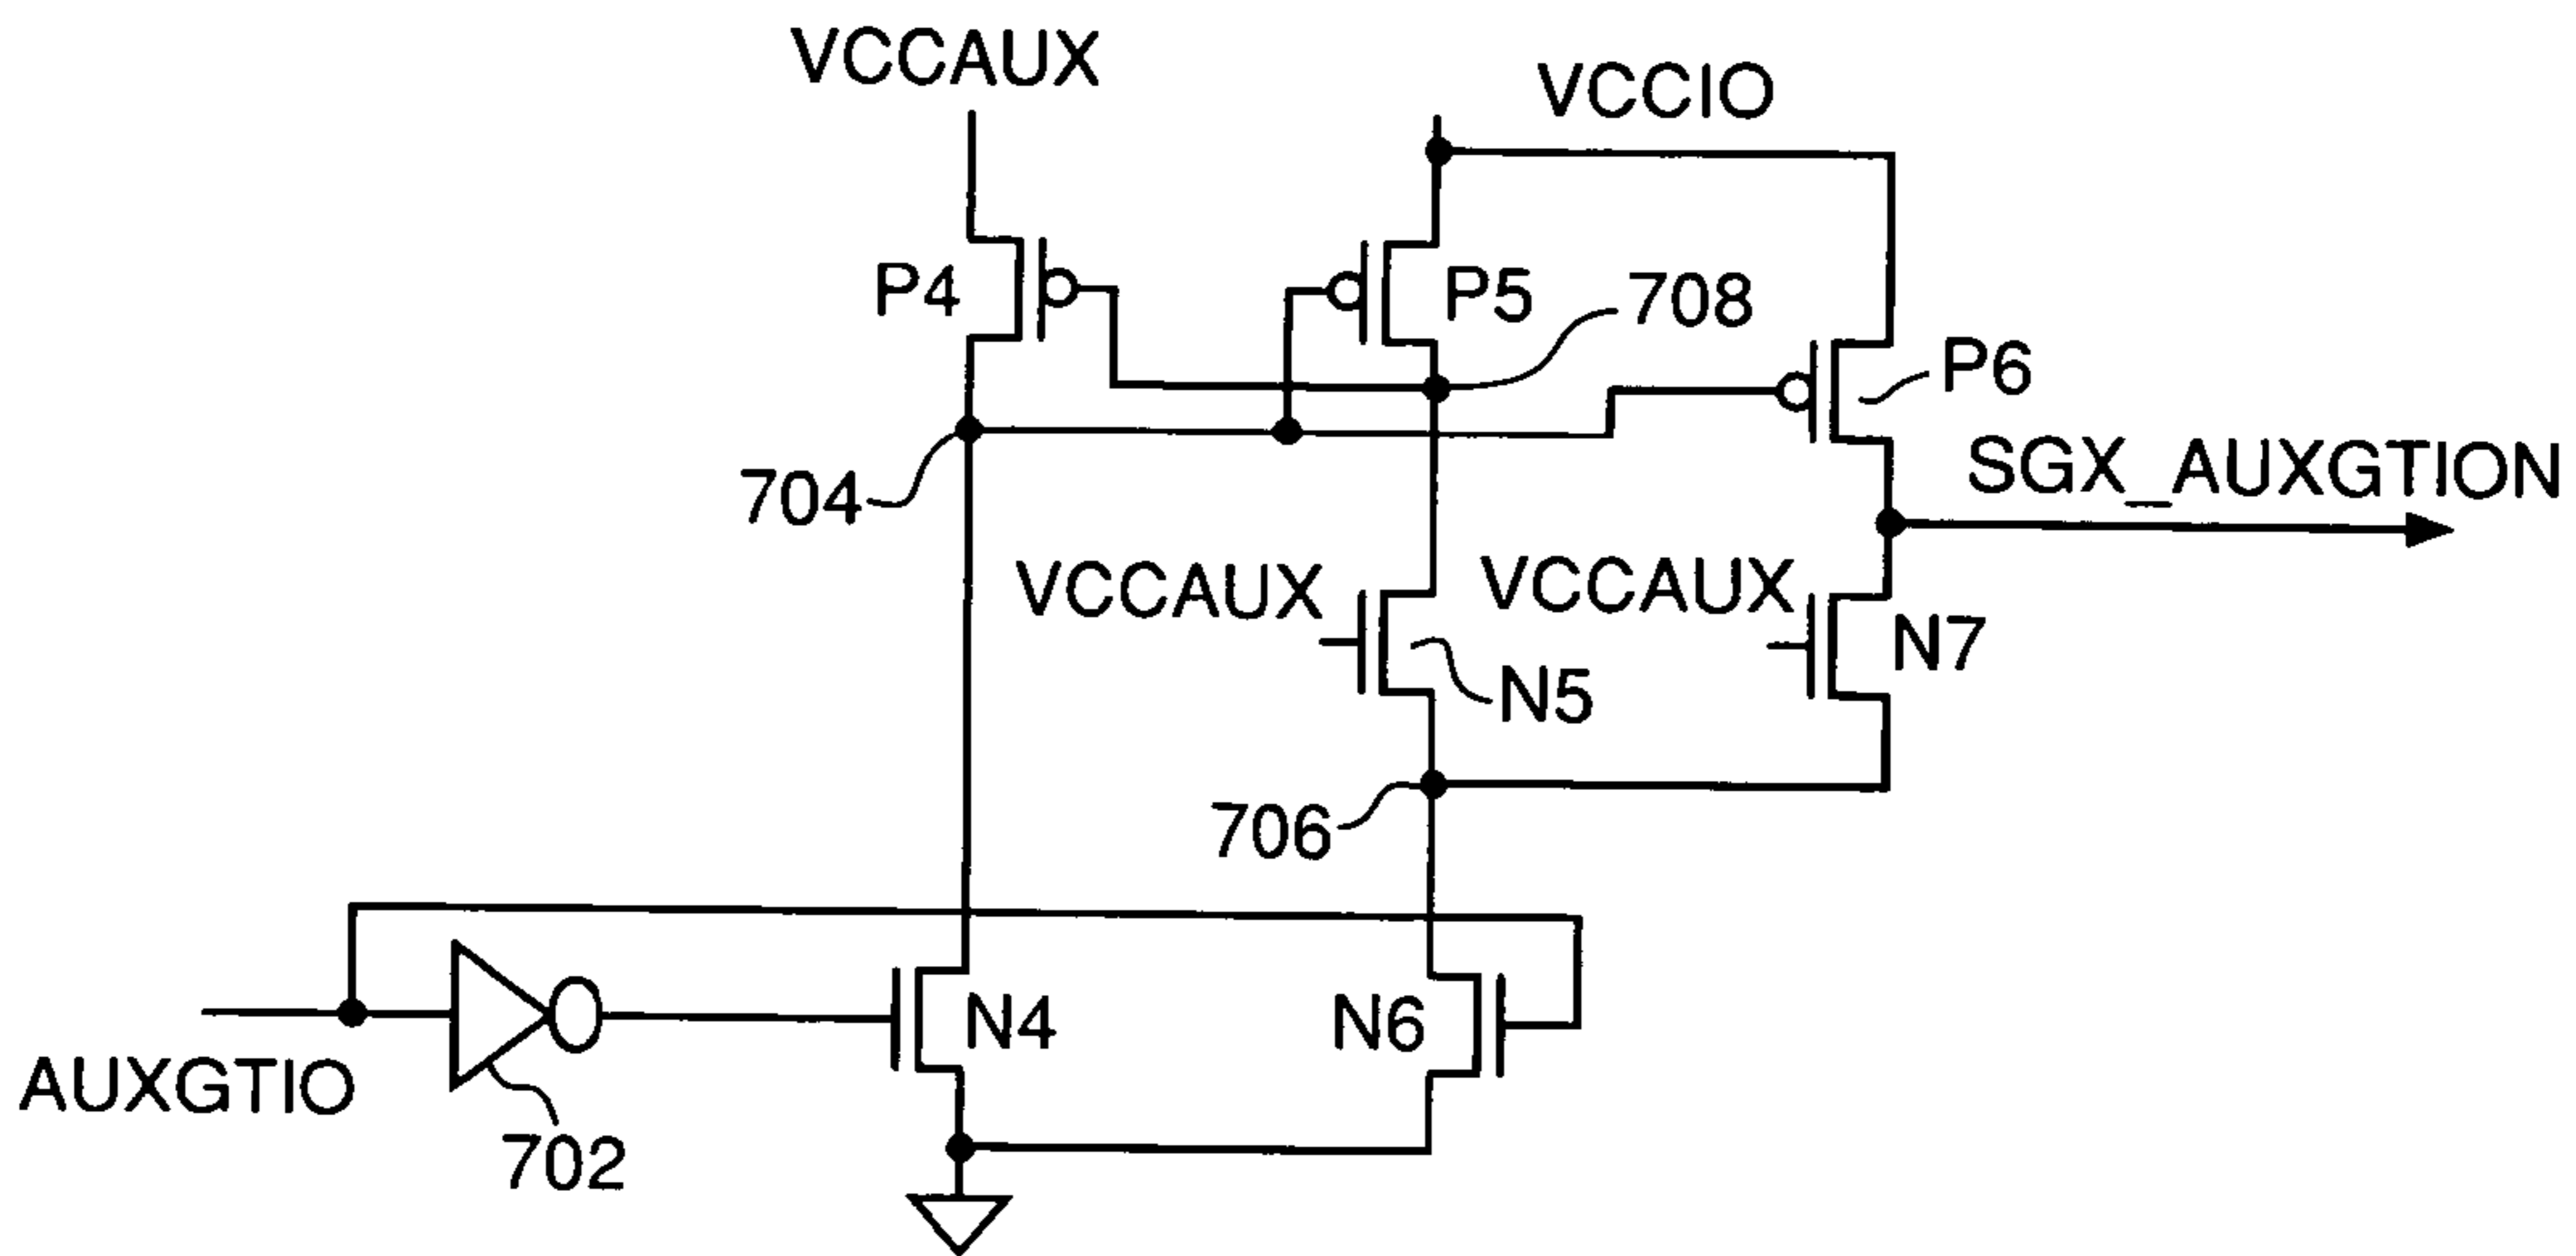 VCCAUX
VCCIO
P4
P5
708
P6
704
SGX_AUXGTION
VCCAUX
VCCAUX
N5
N7
706
AUXGTIO
702
N4
N6